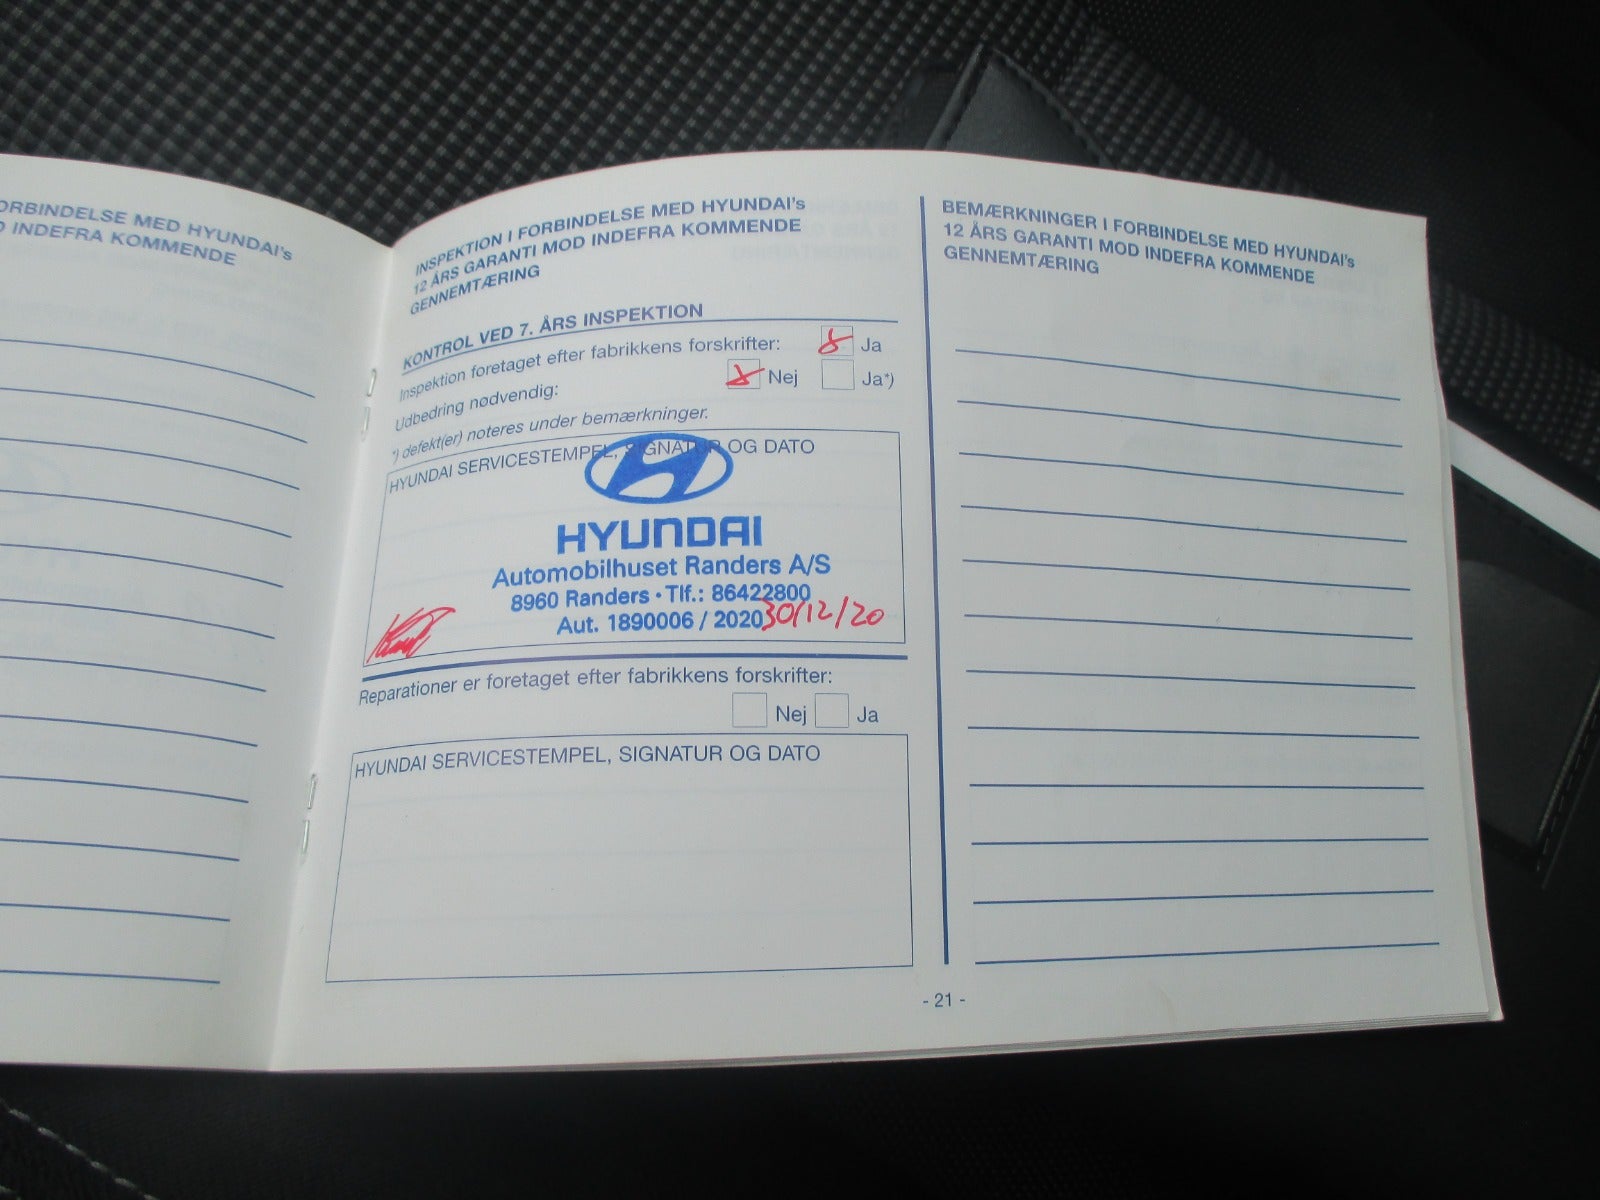 ORBINDELSE MED HYUNDAI's
INDEFRA KOMMENDE
INSPEKTION I FORBINDELSE MED HYUNDAI's
12 ÅRS GARANTI MOD INDEFRA KOMMENDE
GENNEMTÆRING
KONTROL VED 7. ÅRS INSPEKTION
Inspektion foretaget efter fabrikkens forskrifter: Ja
Udbedring nødvendig: Nej Ja*)
*) defekt(er) noteres under bemærkninger.
HYUNDAI SERVICESTEMPEL, SIGNATUR OG DATO
HYUNDAI
Automobilhuset Randers A/S
8960 Randers · Tlf.: 86422800
Aut. 1890006 / 2020 30/12/20
Reparationer er foretaget efter fabrikkens forskrifter:
Nej Ja
HYUNDAI SERVICESTEMPEL, SIGNATUR OG DATO
BEMÆRKNINGER I FORBINDELSE MED HYUNDAI's
12 ÅRS GARANTI MOD INDEFRA KOMMENDE
GENNEMTÆRING
- 21 -